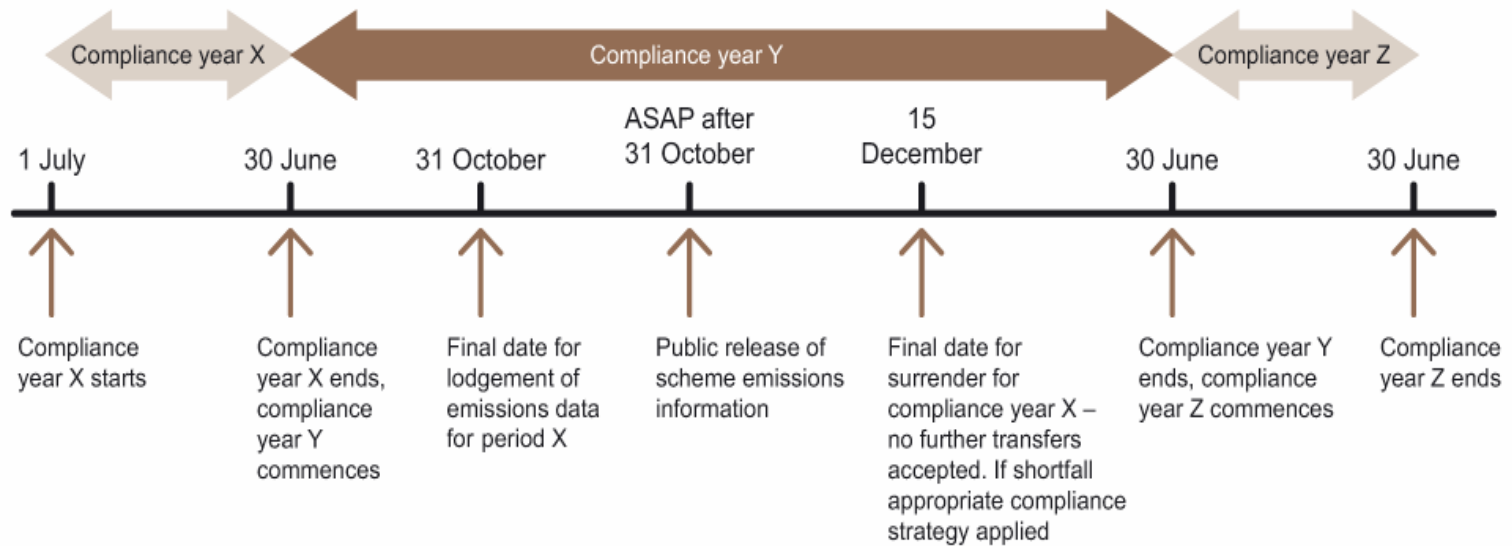 Compliance year X
Compliance year Y
Compliance year Z
1 July
30 June
31 October
ASAP after
31 October
15
December
30 June
30 June
Compliance
year X starts
Compliance
year X ends,
compliance
year Y
commences
Final date for
lodgement of
emissions data
for period X
Public release of
scheme emissions
information
Final date for
surrender for
compliance year X –
no further transfers
accepted. If shortfall
appropriate compliance
strategy applied
Compliance year Y
ends, compliance
year Z commences
Compliance
year Z ends